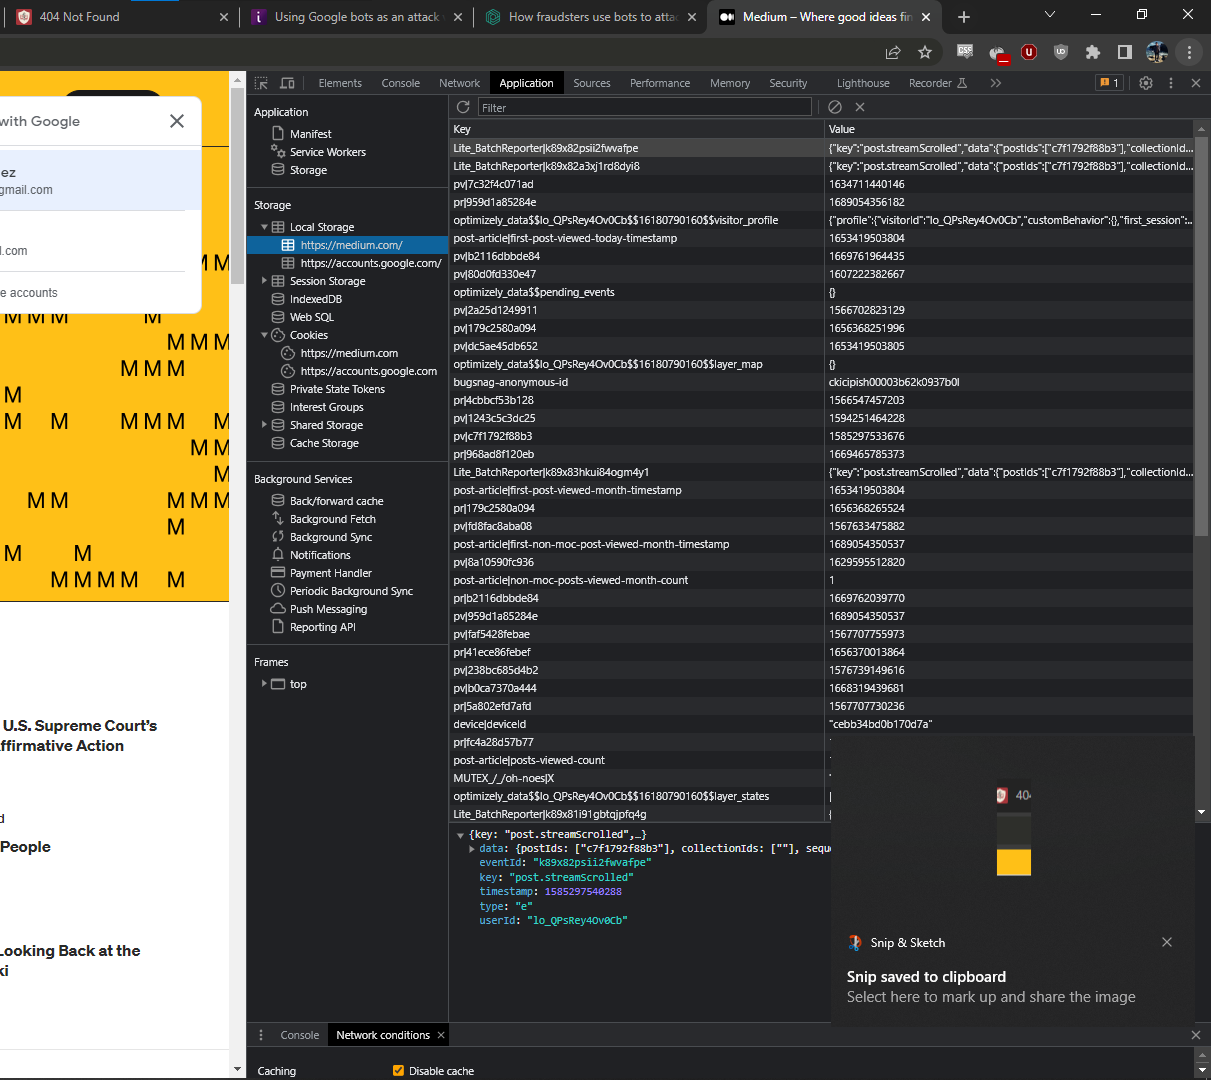 404 Not Found
Using Google bots as an attack
How fraudsters use bots to attac
Medium – Where good ideas fin
with Google
ez
gmail.com
l.com
e accounts
M M
M M M M
M M M
M M M
M
M M M M M M
M M
M
M M M M M
M
M M
M M M M M
U.S. Supreme Court's
ffirmative Action
d
People
Looking Back at the
ki
Elements Console Network Application Sources Performance Memory Security Lighthouse Recorder 1
Application
Manifest
Service Workers
Storage
Storage
Local Storage
https://medium.com/
https://accounts.google.com/
Session Storage
IndexedDB
Web SQL
Cookies
https://medium.com
https://accounts.google.com
Private State Tokens
Interest Groups
Shared Storage
Cache Storage
Background Services
Back/forward cache
Background Fetch
Background Sync
Notifications
Payment Handler
Periodic Background Sync
Push Messaging
Reporting API
Frames
top
Filter
Key Value
Lite_BatchReporter|k89x82psii2fwvafpe {"key":"post.streamScrolled","data":{"postIds":["c7f1792f88b3"],"collectionId...
Lite_BatchReporter|k89x82a3xj1rd8dyi8 {"key":"post.streamScrolled","data":{"postIds":["c7f1792f88b3"],"collectionId...
pv|7c32f4c071ad 1634711440146
pr|959d1a85284e 1689054356182
optimizely_data$$lo_QPsRey4Ov0Cb$$16180790160$$visitor_profile {"profile":{"visitorId":"lo_QPsRey4Ov0Cb","customBehavior":{},"first_session":...
post-article|first-post-viewed-today-timestamp 1653419503804
pv|b2116dbbde84 1669761964435
pv|80d0fd330e47 1607222382667
optimizely_data$$pending_events {}
pv|2a25d1249911 1566702823129
pv|179c2580a094 1656368251996
pv|dc5ae45db652 1653419503805
optimizely_data$$lo_QPsRey4Ov0Cb$$16180790160$$layer_map {}
bugsnag-anonymous-id ckicipish00003b62k0937b0l
pr|4cbbcf53b128 1566547457203
pv|1243c5c3dc25 1594251464228
pv|c7f1792f88b3 1585297533676
pr|968ad8f120eb 1669465785373
Lite_BatchReporter|k89x83hkui84ogm4y1 {"key":"post.streamScrolled","data":{"postIds":["c7f1792f88b3"],"collectionId...
post-article|first-post-viewed-month-timestamp 1653419503804
pr|179c2580a094 1656368265524
pv|fd8fac8aba08 1567633475882
post-article|first-non-moc-post-viewed-month-timestamp 1689054350537
pv|8a10590fc936 1629595512820
post-article|non-moc-posts-viewed-month-count 1
pr|b2116dbbde84 1669762039770
pv|959d1a85284e 1689054350537
pv|faf5428febae 1567707755973
pr|41ece86febef 1656370013864
pv|238bc685d4b2 1576739149616
pv|b0ca7370a444 1668319439681
pr|5a802efd7afd 1567707730236
device|deviceId "cebb34bd0b170d7a"
pr|fc4a28d57b77
post-article|posts-viewed-count
MUTEX_/_/oh-noes|X
optimizely_data$$lo_QPsRey4Ov0Cb$$16180790160$$layer_states
Lite_BatchReporter|k89x81i91gbtqjpfq4g
{key: "post.streamScrolled",…}
data: {postIds: ["c7f1792f88b3"], collectionIds: [""], sequ
eventId: "k89x82psii2fwvafpe"
key: "post.streamScrolled"
timestamp: 1585297540288
type: "e"
userId: "lo_QPsRey4Ov0Cb"
40
Snip & Sketch
Snip saved to clipboard
Select here to mark up and share the image
Console Network conditions
Caching Disable cache